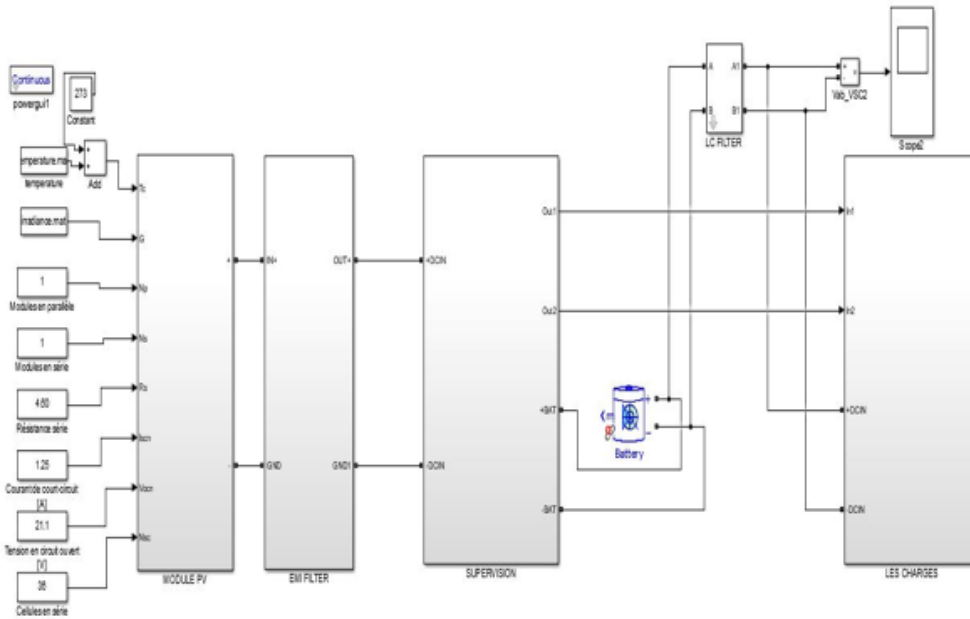 Continuous
powergui1
273
Constant
emperature.ma
temperature
Add
irradiance.mat
1
Modules en parallèle
1
Modules en série
4.60
Résistance série
1.25
Courant de court-circuit
[A]
21.1
Tension en circuit ouvert
[V]
36
Cellules en série
Tc
G
Np
Ns
Rs
Iscn
Vocn
Nsc
+
-
MODULE PV
IN+
GND
OUT+
GND1
EMI FILTER
+DCIN
-DCIN
Out1
Out2
+BAT
-BAT
SUPERVISION
m
+
-
Battery
A
B
A1
B1
LC FILTER
+
-
v
Vab_VSC2
Scope2
In1
In2
+DCIN
-DCIN
LES CHARGES